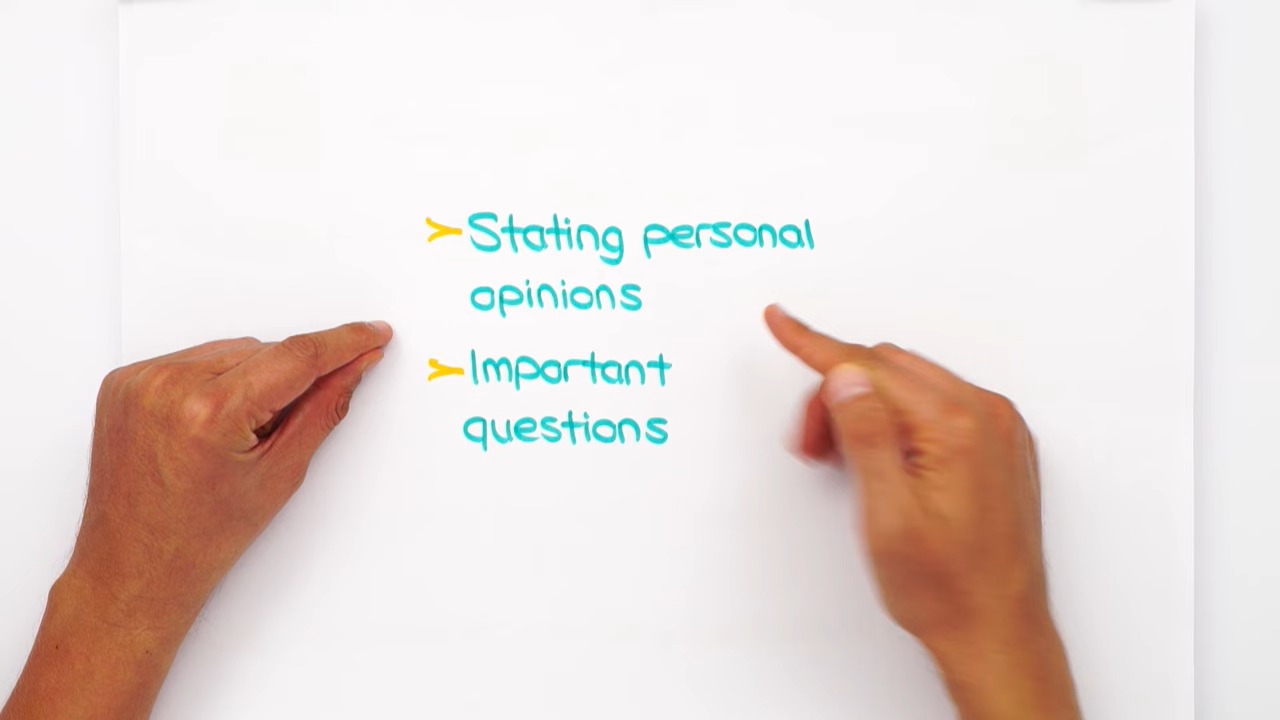 ➤Stating personal
opinions
➤Important
questions